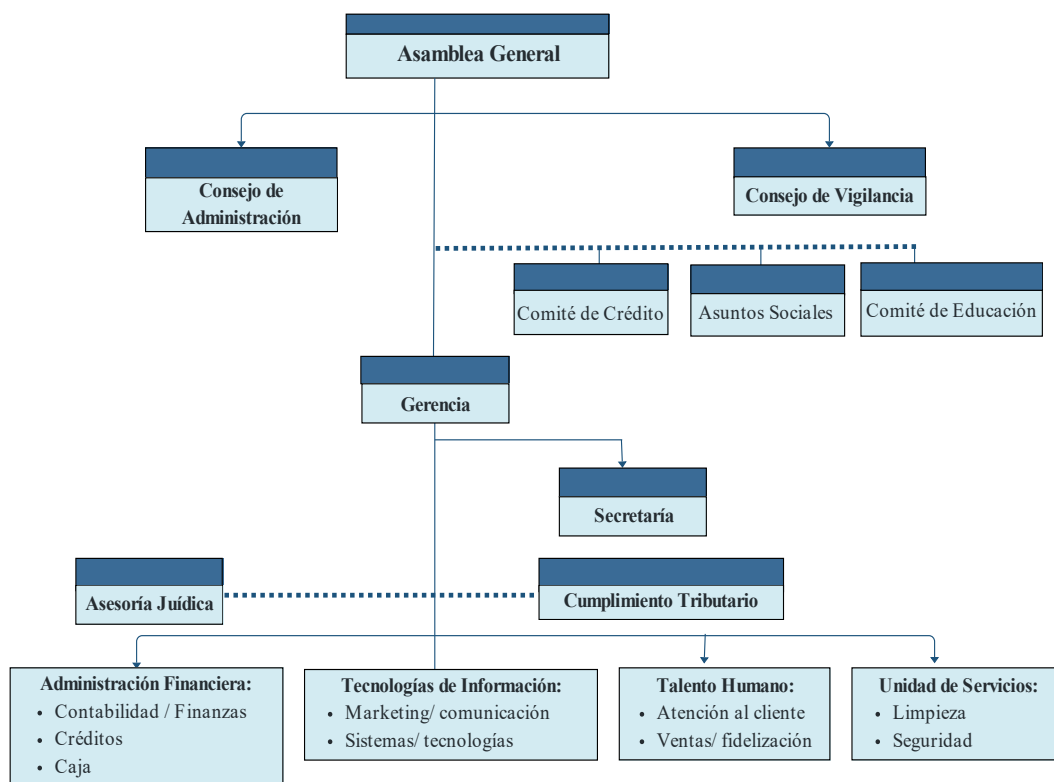 Asamblea General
Consejo de
Administración
Consejo de Vigilancia
Comité de Crédito
Asuntos Sociales
Comité de Educación
Gerencia
Secretaría
Asesoría Juídica
Cumplimiento Tributario
Administración Financiera:
• Contabilidad / Finanzas
• Créditos
• Caja
Tecnologías de Información:
• Marketing/ comunicación
• Sistemas/ tecnologías
Talento Humano:
• Atención al cliente
• Ventas/ fidelización
Unidad de Servicios:
• Limpieza
• Seguridad